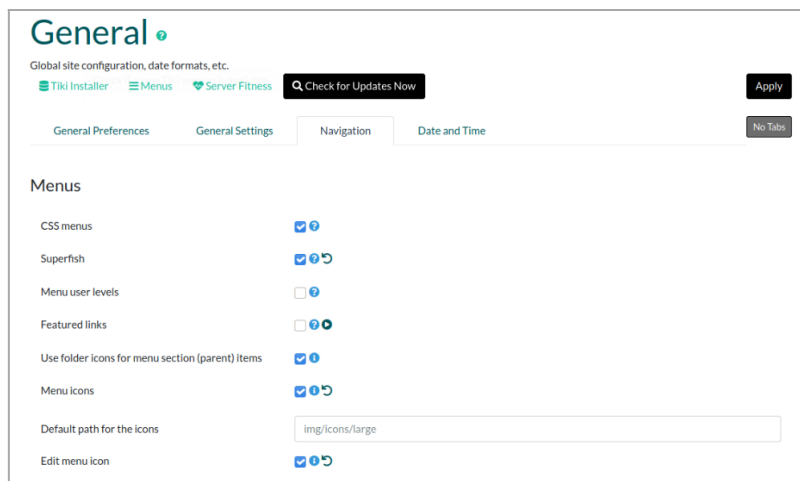 General
Global site configuration, date formats, etc.
Tiki Installer Menus Server Fitness Check for Updates Now Apply
General Preferences General Settings Navigation Date and Time No Tabs
Menus
CSS menus
Superfish
Menu user levels
Featured links
Use folder icons for menu section (parent) items
Menu icons
Default path for the icons img/icons/large
Edit menu icon